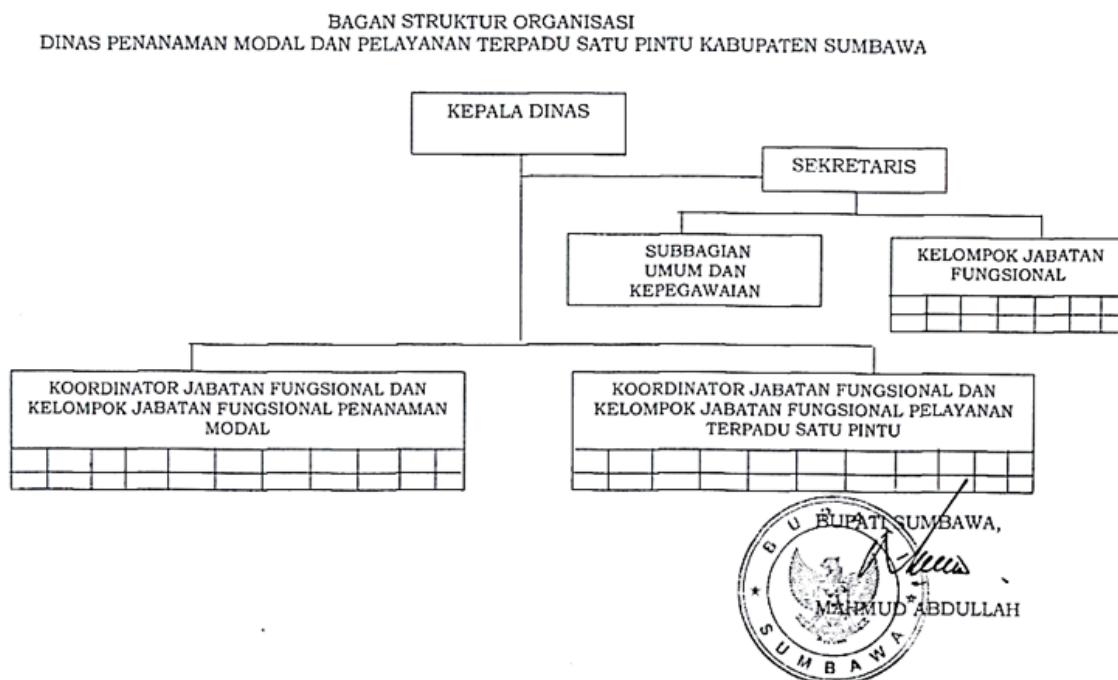 BAGAN STRUKTUR ORGANISASI
DINAS PENANAMAN MODAL DAN PELAYANAN TERPADU SATU PINTU KABUPATEN SUMBAWA
KEPALA DINAS
SEKRETARIS
SUBBAGIAN
UMUM DAN
KEPEGAWAIAN
KELOMPOK JABATAN
FUNGSIONAL
KOORDINATOR JABATAN FUNGSIONAL DAN
KELOMPOK JABATAN FUNGSIONAL PENANAMAN
MODAL
KOORDINATOR JABATAN FUNGSIONAL DAN
KELOMPOK JABATAN FUNGSIONAL PELAYANAN
TERPADU SATU PINTU
BUPATI SUMBAWA,
BUPATI
SUMBAWA
MAHMUD ABDULLAH